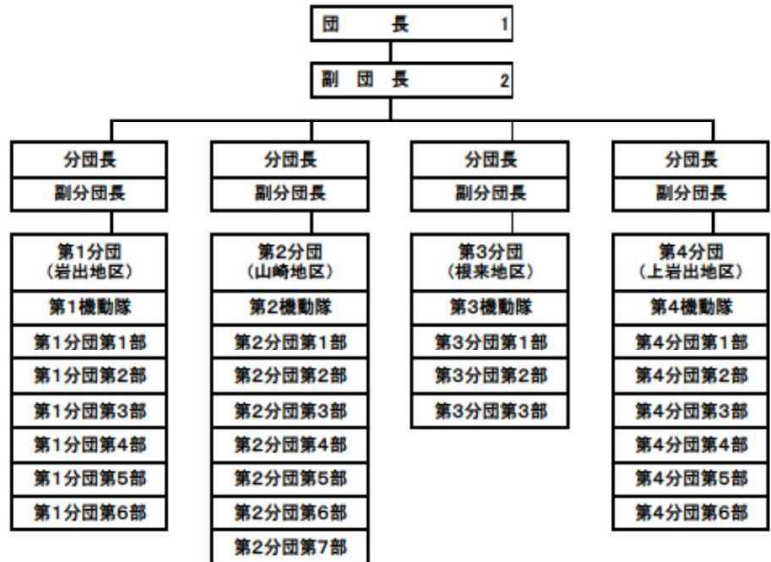 団　長　1
副　団　長　2
分団長
副分団長
第1分団
(岩出地区)
第1機動隊
第1分団第1部
第1分団第2部
第1分団第3部
第1分団第4部
第1分団第5部
第1分団第6部
分団長
副分団長
第2分団
(山崎地区)
第2機動隊
第2分団第1部
第2分団第2部
第2分団第3部
第2分団第4部
第2分団第5部
第2分団第6部
第2分団第7部
分団長
副分団長
第3分団
(根来地区)
第3機動隊
第3分団第1部
第3分団第2部
第3分団第3部
分団長
副分団長
第4分団
(上岩出地区)
第4機動隊
第4分団第1部
第4分団第2部
第4分団第3部
第4分団第4部
第4分団第5部
第4分団第6部